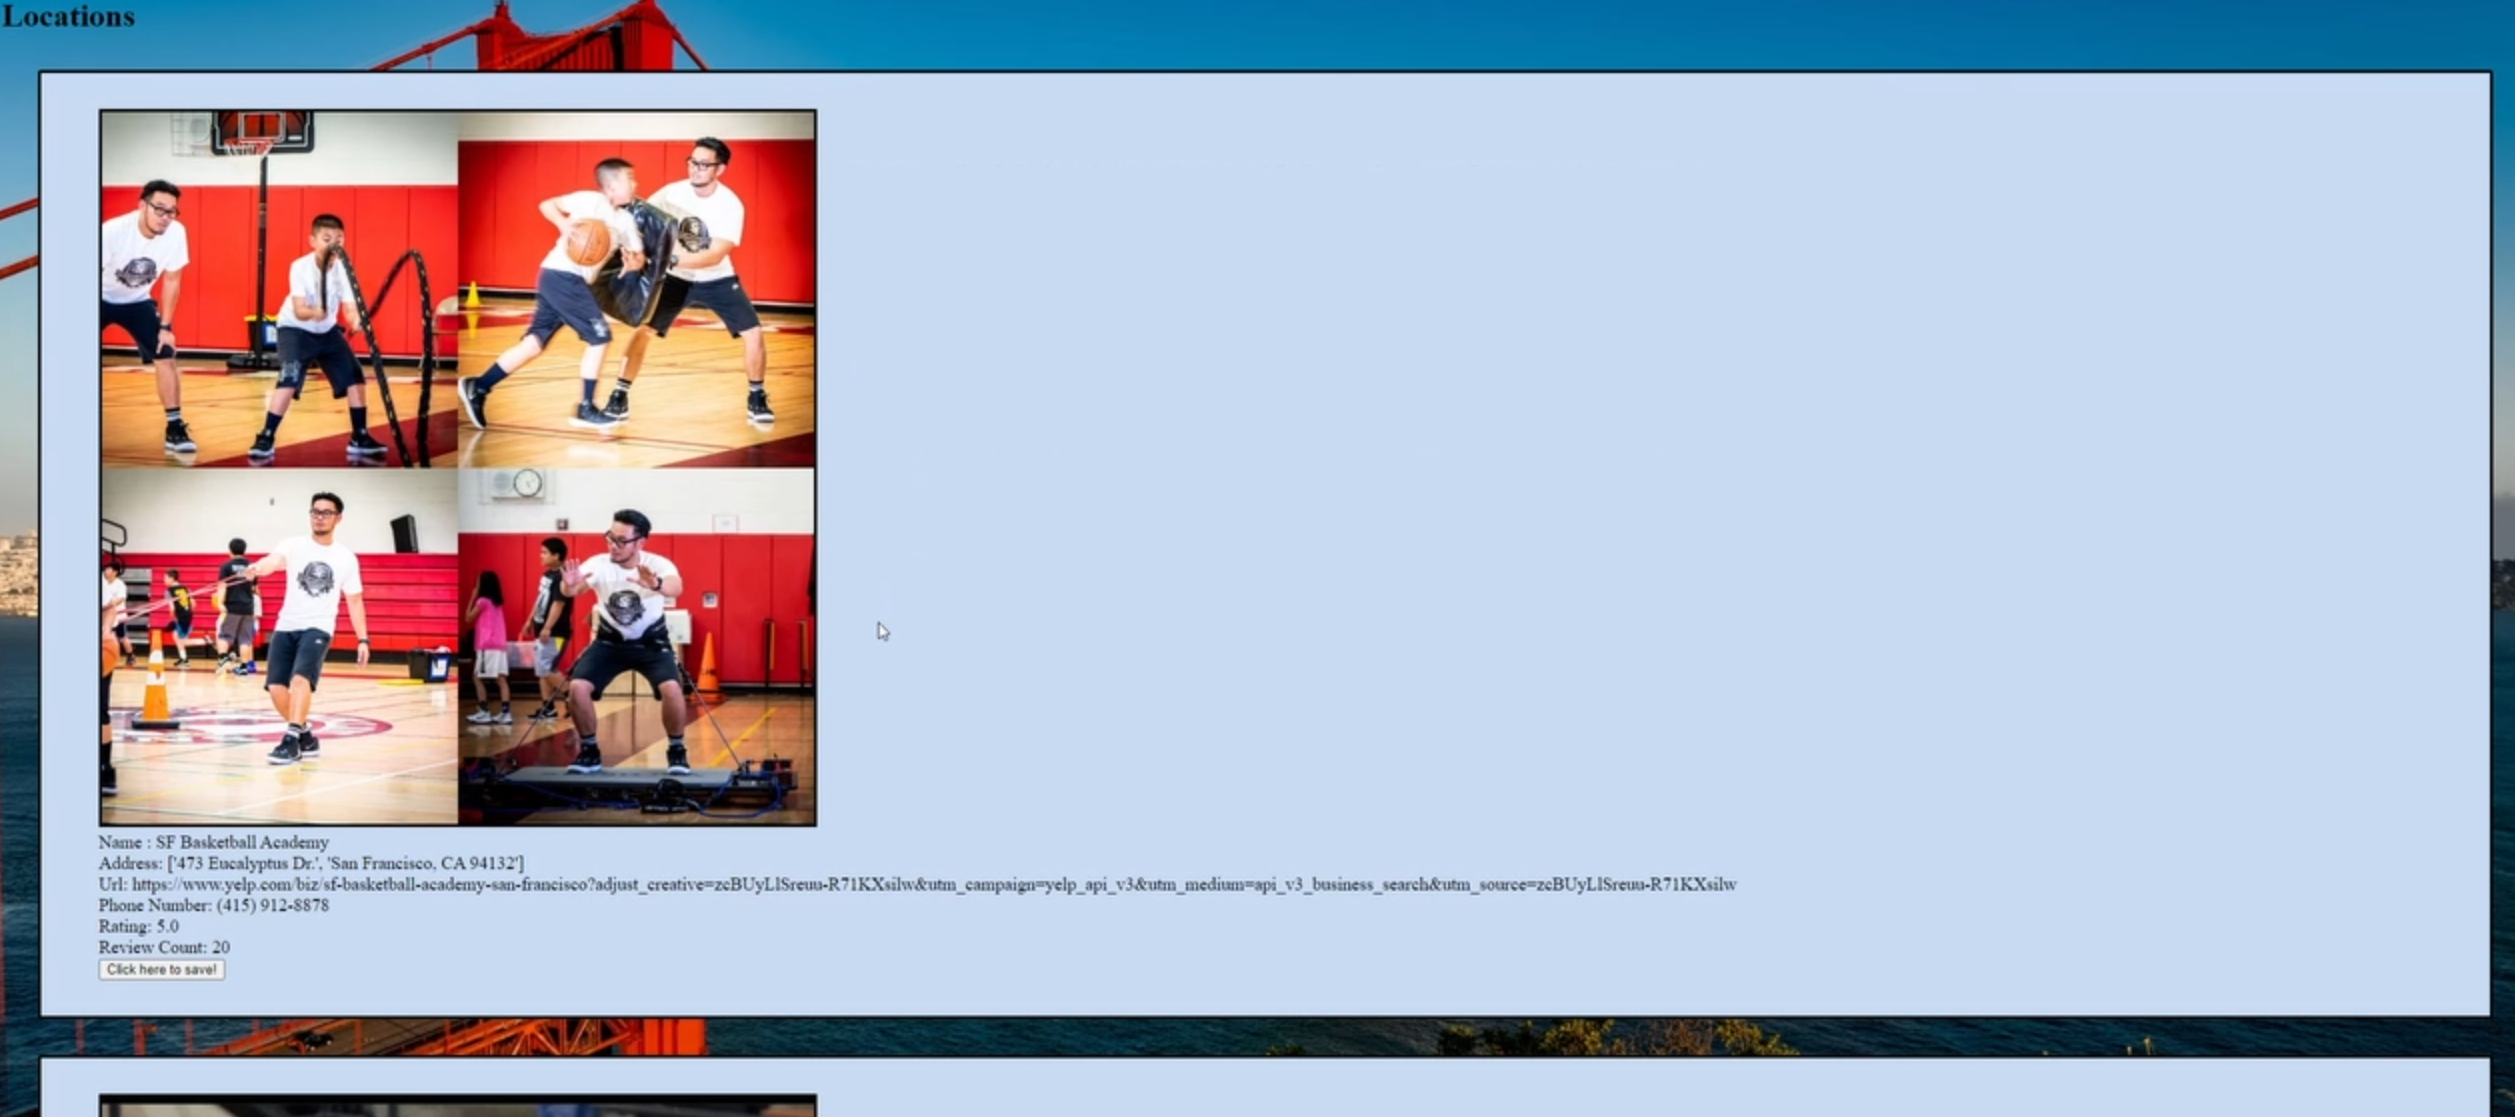 Locations
Name : SF Basketball Academy
Address: ['473 Eucalyptus Dr.', 'San Francisco, CA 94132']
Url: https://www.yelp.com/biz/sf-basketball-academy-san-francisco?adjust_creative=zcBUyLlSreuu-R71KXsilw&utm_campaign=yelp_api_v3&utm_medium=api_v3_business_search&utm_source=zcBUyLlSreuu-R71KXsilw
Phone Number: (415) 912-8878
Rating: 5.0
Review Count: 20
Click here to save!